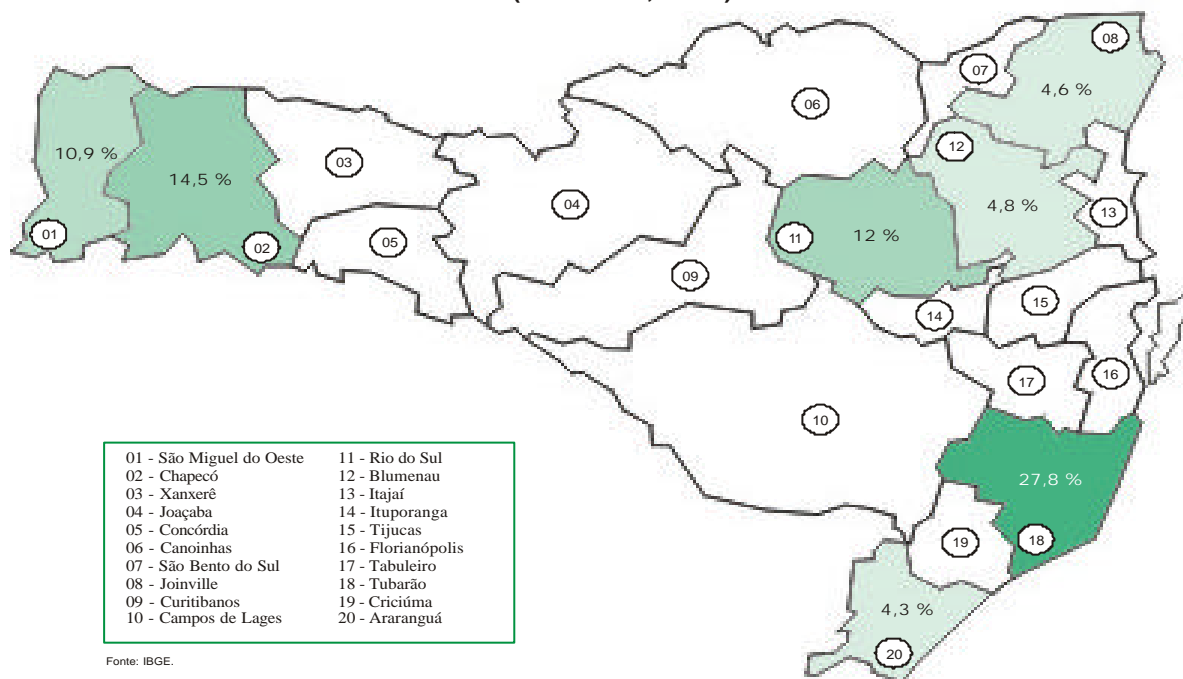 08
07
4,6 %
06
12
10,9 %
03
14,5 %
04
4,8 %
13
01
02
05
11
12 %
09
15
14
16
17
10
01 - São Miguel do Oeste
02 - Chapecó
03 - Xanxerê
04 - Joaçaba
05 - Concórdia
06 - Canoinhas
07 - São Bento do Sul
08 - Joinville
09 - Curitibanos
10 - Campos de Lages
11 - Rio do Sul
12 - Blumenau
13 - Itajaí
14 - Ituporanga
15 - Tijucas
16 - Florianópolis
17 - Tabuleiro
18 - Tubarão
19 - Criciúma
20 - Araranguá
27,8 %
18
19
4,3 %
20
Fonte: IBGE.